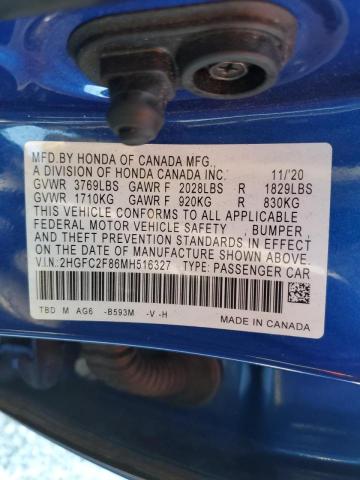 MFD.BY HONDA OF CANADA MFG.,
A DIVISION OF HONDA CANADA INC. 11/'20
GVWR 3769LBS GAWR F 2028LBS R 1829LBS
GVWR 1710KG GAWR F 920KG R 830KG
THIS VEHICLE CONFORMS TO ALL APPLICABLE
FEDERAL MOTOR VEHICLE SAFETY , BUMPER ,
AND THEFT PREVENTION STANDARDS IN EFFECT
ON THE DATE OF MANUFACTURE SHOWN ABOVE.
V.I.N.:2HGFC2F86MH516327 TYPE: PASSENGER CAR
TBD M AG6 -B593M -V -H
MADE IN CANADA